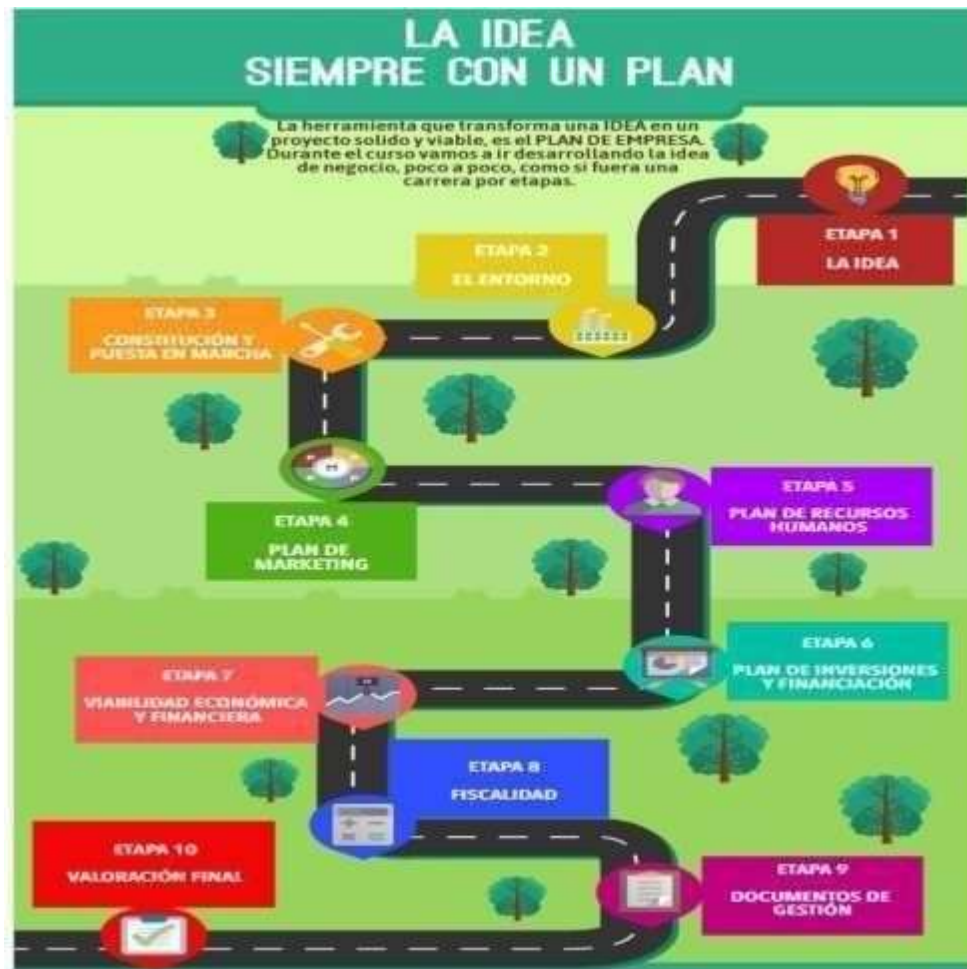 LA IDEA
SIEMPRE CON UN PLAN
La herramienta que transforma una IDEA en un
proyecto solido y viable, es el PLAN DE EMPRESA.
Durante el curso vamos a ir desarrollando la idea
de negocio, poco a poco, como si fuera una
carrera por etapas.
ETAPA 1
LA IDEA
ETAPA 2
EL ENTORNO
ETAPA 3
CONSTITUCIÓN Y
PUESTA EN MARCHA
ETAPA 4
PLAN DE
MARKETING
ETAPA 5
PLAN DE RECURSOS
HUMANOS
ETAPA 6
PLAN DE INVERSIONES
Y FINANCIACIÓN
ETAPA 7
VIABILIDAD ECONÓMICA
Y FINANCIERA
ETAPA 8
FISCALIDAD
ETAPA 9
DOCUMENTOS DE
GESTIÓN
ETAPA 10
VALORACIÓN FINAL